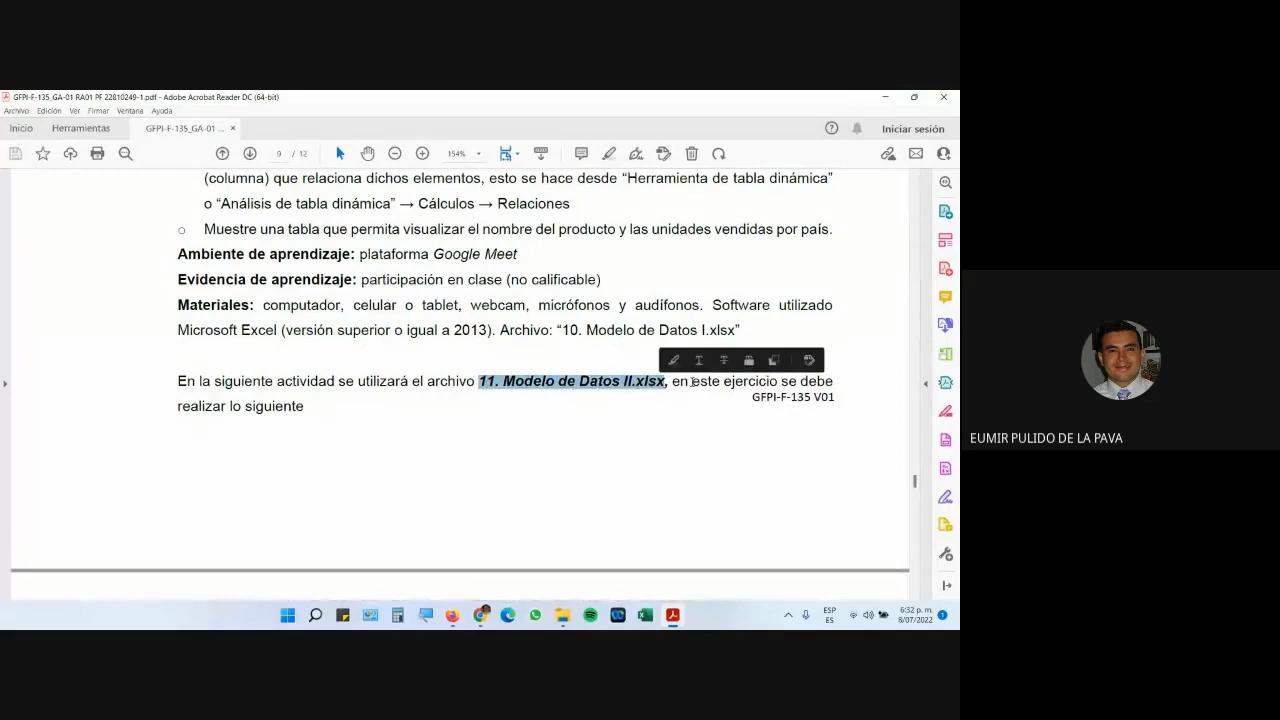 GFPI-F-135_GA-01 RA01 PF 22810249-1.pdf - Adobe Acrobat Reader DC (64-bit)
Archivo Edición Ver Firmar Ventana Ayuda
Inicio Herramientas GFPI-F-135_GA-01 ... × Iniciar sesión
9 / 12 154%
(columna) que relaciona dichos elementos, esto se hace desde “Herramienta de tabla dinámica”
o “Análisis de tabla dinámica” → Cálculos → Relaciones
○ Muestre una tabla que permita visualizar el nombre del producto y las unidades vendidas por país.
Ambiente de aprendizaje: plataforma Google Meet
Evidencia de aprendizaje: participación en clase (no calificable)
Materiales: computador, celular o tablet, webcam, micrófonos y audífonos. Software utilizado
Microsoft Excel (versión superior o igual a 2013). Archivo: “10. Modelo de Datos I.xlsx”
En la siguiente actividad se utilizará el archivo 11. Modelo de Datos II.xlsx, en este ejercicio se debe
GFPI-F-135 V01
realizar lo siguiente
EUMIR PULIDO DE LA PAVA
ESP
ES
6:32 p. m.
8/07/2022
1